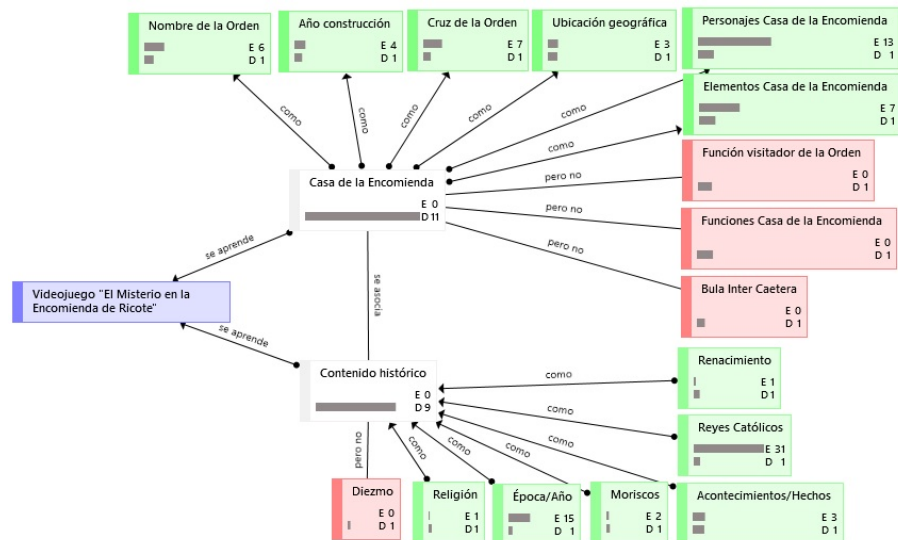 Nombre de la Orden
E 6
D 1
Año construcción
E 4
D 1
Cruz de la Orden
E 7
D 1
Ubicación geográfica
E 3
D 1
Personajes Casa de la Encomienda
E 13
D 1
Elementos Casa de la Encomienda
E 7
D 1
como
como
como
como
como
como
Función visitador de la Orden
E 0
D 1
pero no
Casa de la Encomienda
E 0
D 11
pero no
Funciones Casa de la Encomienda
E 0
D 1
pero no
Bula Inter Caetera
E 0
D 1
se aprende
se asocia
Videojuego "El Misterio en la
Encomienda de Ricote"
se aprende
Contenido histórico
E 0
D 9
como
Renacimiento
E 1
D 1
como
Reyes Católicos
E 31
D 1
como
como
como
como
pero no
Diezmo
E 0
D 1
Religión
E 1
D 1
Época/Año
E 15
D 1
Moriscos
E 2
D 1
Acontecimientos/Hechos
E 3
D 1